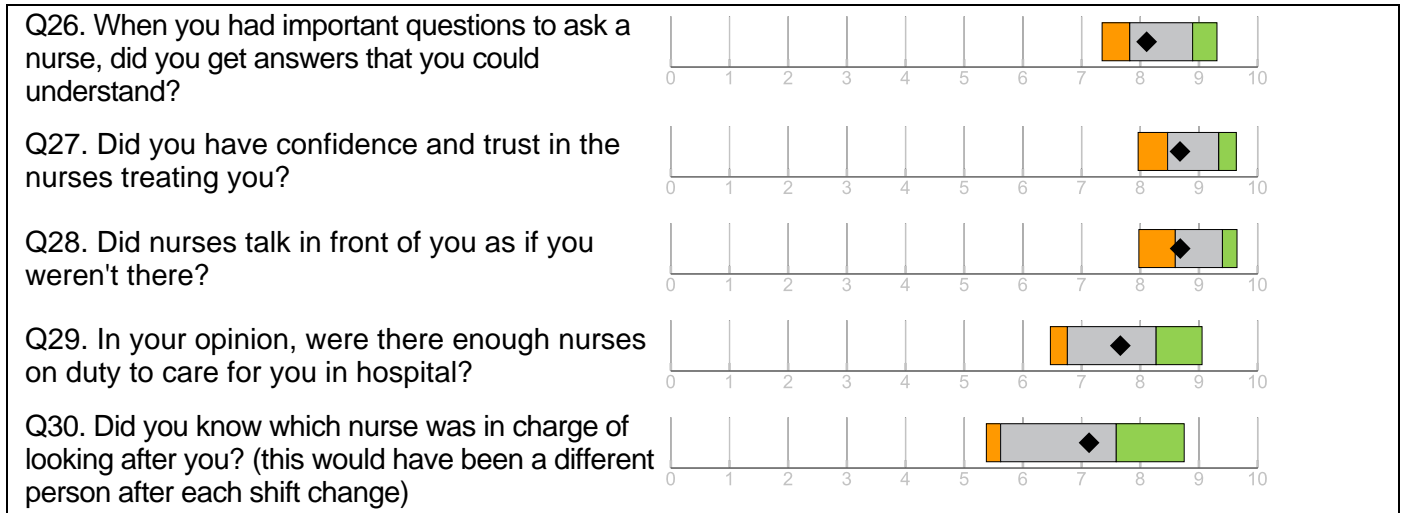 Q26. When you had important questions to ask a
nurse, did you get answers that you could
understand?
0 1 2 3 4 5 6 7 8 9 10
Q27. Did you have confidence and trust in the
nurses treating you?
0 1 2 3 4 5 6 7 8 9 10
Q28. Did nurses talk in front of you as if you
weren't there?
0 1 2 3 4 5 6 7 8 9 10
Q29. In your opinion, were there enough nurses
on duty to care for you in hospital?
0 1 2 3 4 5 6 7 8 9 10
Q30. Did you know which nurse was in charge of
looking after you? (this would have been a different
person after each shift change)
0 1 2 3 4 5 6 7 8 9 10